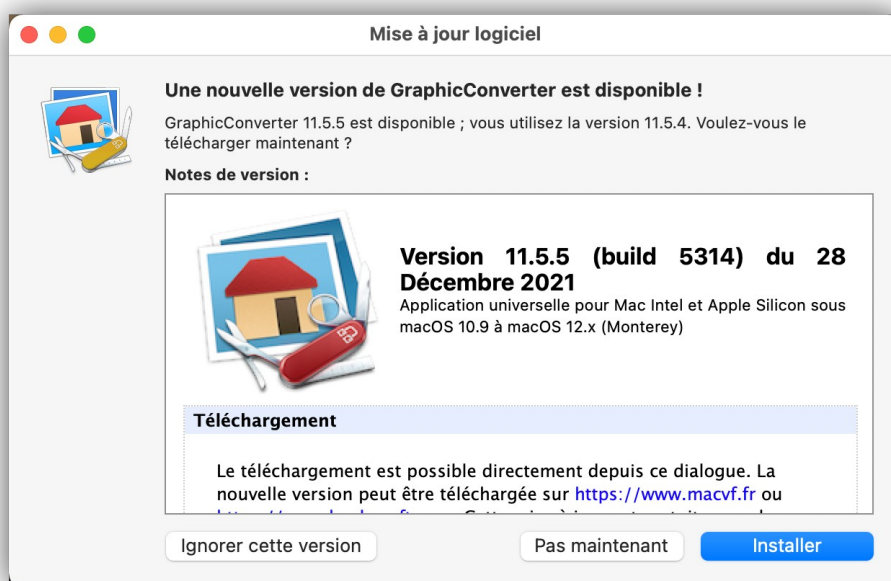 Mise à jour logiciel
Une nouvelle version de GraphicConverter est disponible !
GraphicConverter 11.5.5 est disponible ; vous utilisez la version 11.5.4. Voulez-vous le
télécharger maintenant ?
Notes de version :
Version 11.5.5 (build 5314) du 28
Décembre 2021
Application universelle pour Mac Intel et Apple Silicon sous
macOS 10.9 à macOS 12.x (Monterey)
Téléchargement
Le téléchargement est possible directement depuis ce dialogue. La
nouvelle version peut être téléchargée sur https://www.macvf.fr ou
Ignorer cette version
Pas maintenant
Installer